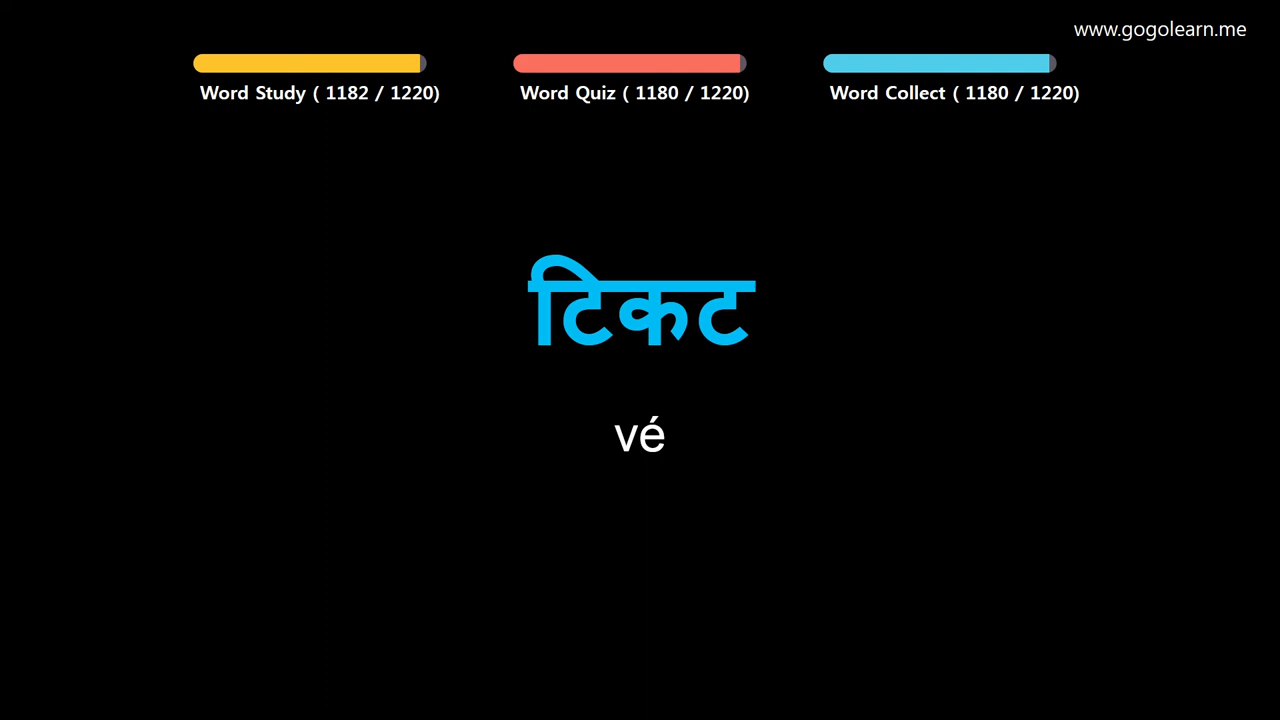 www.gogolearn.me
Word Study ( 1182 / 1220)
Word Quiz ( 1180 / 1220)
Word Collect ( 1180 / 1220)
टिकट
vé